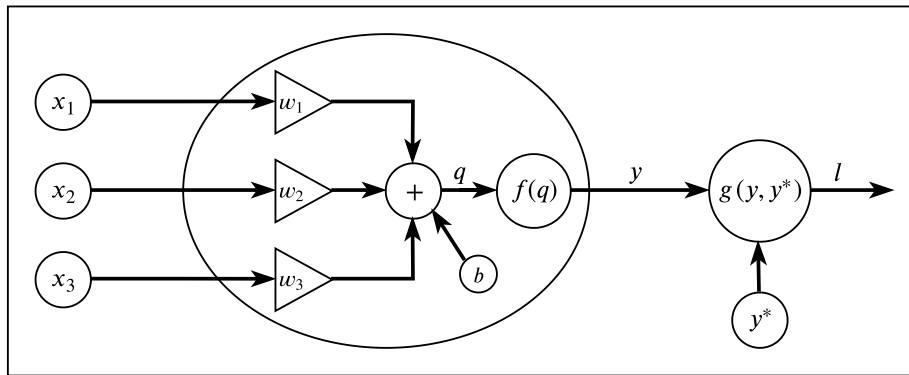 x₁
w₁
x₂
w₂
+
q
f(q)
y
g(y, y*)
l
x₃
w₃
b
y*